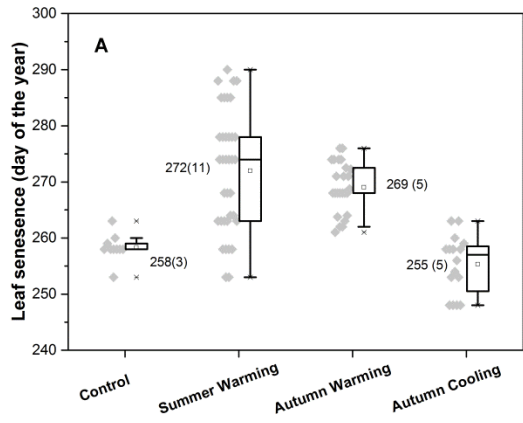 A
Leaf senesence (day of the year)
300
290
280
270
260
250
240
258(3)
272(11)
269 (5)
255 (5)
Control
Summer Warming
Autumn Warming
Autumn Cooling